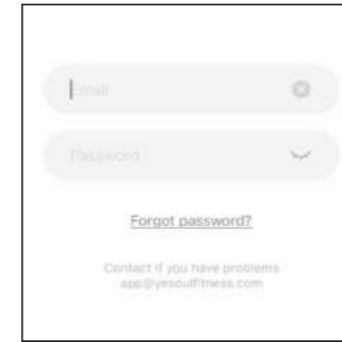 Email
Password
Forgot password?
Contact if you have problems
app@yesoulfitness.com